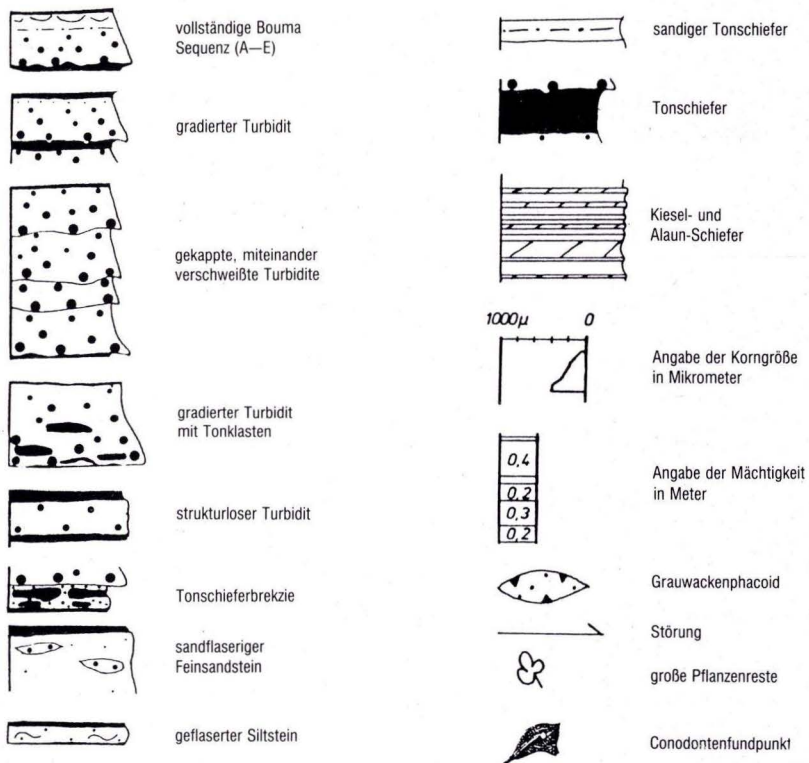 vollständige Bouma
Sequenz (A—E)
gradierter Turbidit
gekappte, miteinander
verschweißte Turbidite
gradierter Turbidit
mit Tonklasten
strukturloser Turbidit
Tonschieferbrekzie
sandflaseriger
Feinsandstein
geflaserter Siltstein
sandiger Tonschiefer
Tonschiefer
Kiesel- und
Alaun-Schiefer
1000µ 0
Angabe der Korngröße
in Mikrometer
0,4
0,2
0,3
0,2
Angabe der Mächtigkeit
in Meter
Grauwackenphacoid
Störung
große Pflanzenreste
Conodontenfundpunkt